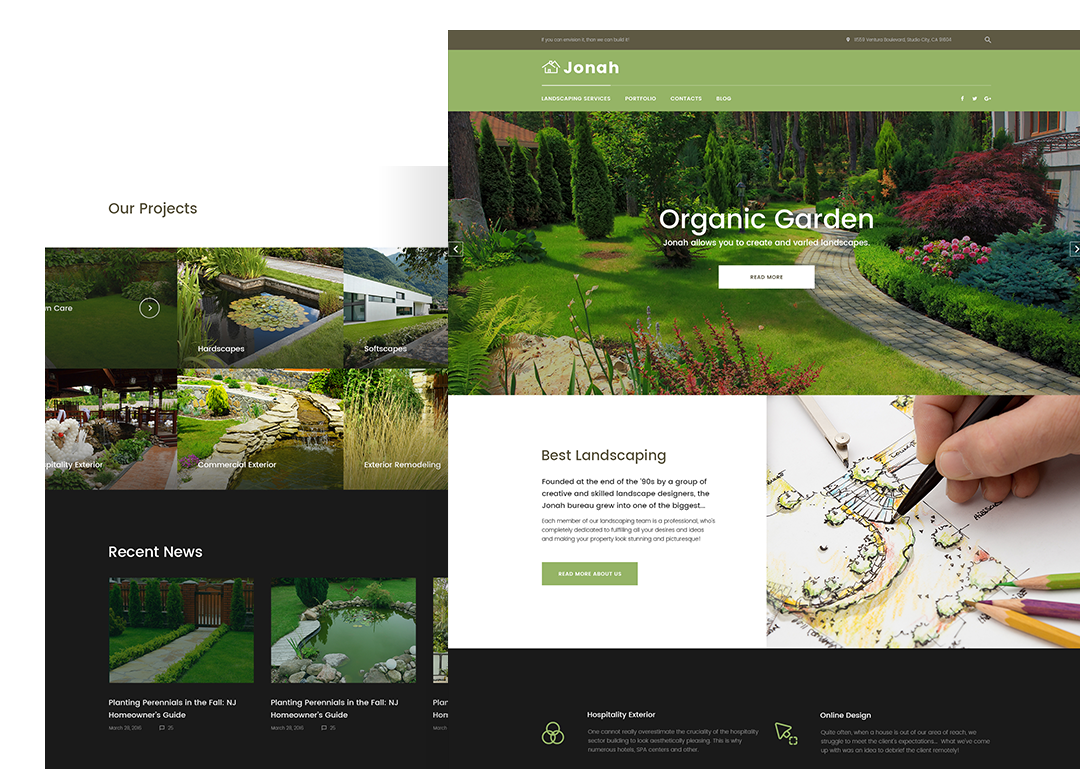 If you can envision it, then we can build it!
Jonah
LANDSCAPING SERVICES PORTFOLIO CONTACTS BLOG
Organic Garden
Jonah allows you to create and varied landscapes.
READ MORE
Best Landscaping
Founded at the end of the '90s by a group of
creative and skilled landscape designers, the
Jonah bureau grew into one of the biggest...
Each member of our landscaping team is a professional, who's
completely dedicated to fulfilling all your desires and ideas
and making your property look stunning and picturesque!
READ MORE ABOUT US
Hospitality Exterior
One cannot really overestimate the cruciality of the hospitality
sector building to look aesthetically pleasing. This is why
numerous hotels, SPA centers and other.
Online Design
Quite often, when a house is out of our area of reach, we
struggle to meet the client's expectations... What we've come
up with was an idea to debrief the client remotely!
Our Projects
n Care
Hardscapes
Softscapes
pitality Exterior
Commercial Exterior
Exterior Remodeling
Recent News
Planting Perennials in the Fall: NJ
Homeowner's Guide
March 28, 2016 25
Planting Perennials in the Fall: NJ
Homeowner's Guide
March 28, 2016 25
Plan
Hom
March